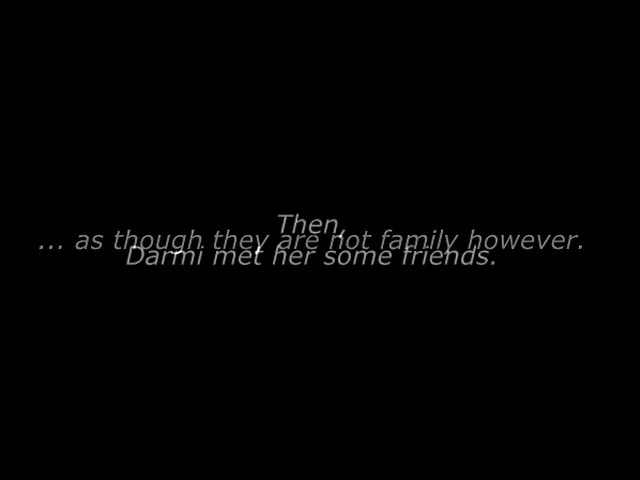 Then,
... as though they are not family however.
Darmi met her some friends.